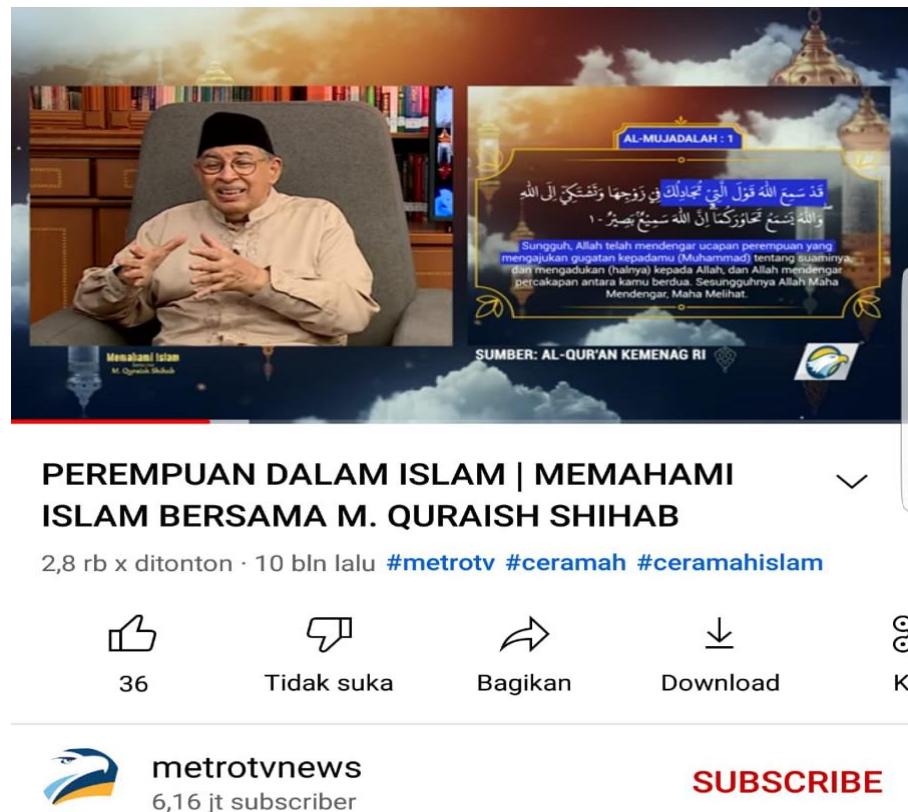 AL-MUJADALAH : 1
قَدْ سَمِعَ اللّٰهُ قَوْلَ الَّتِيْ تُجَادِلُكَ فِيْ زَوْجِهَا وَتَشْتَكِيْٓ اِلَى اللّٰهِ
وَاللّٰهُ يَسْمَعُ تَحَاوُرَكُمَاۗ اِنَّ اللّٰهَ سَمِيْعٌۢ بَصِيْرٌ - ١
Sungguh, Allah telah mendengar ucapan perempuan yang
mengajukan gugatan kepadamu (Muhammad) tentang suaminya,
dan mengadukan (halnya) kepada Allah, dan Allah mendengar
percakapan antara kamu berdua. Sesungguhnya Allah Maha
Mendengar, Maha Melihat.
Memahami Islam
M. Quraish Shihab
SUMBER: AL-QUR'AN KEMENAG RI
PEREMPUAN DALAM ISLAM | MEMAHAMI
ISLAM BERSAMA M. QURAISH SHIHAB
2,8 rb x ditonton · 10 bln lalu #metrotv #ceramah #ceramahislam
36 Tidak suka Bagikan Download K
metrotvnews
6,16 jt subscriber
SUBSCRIBE